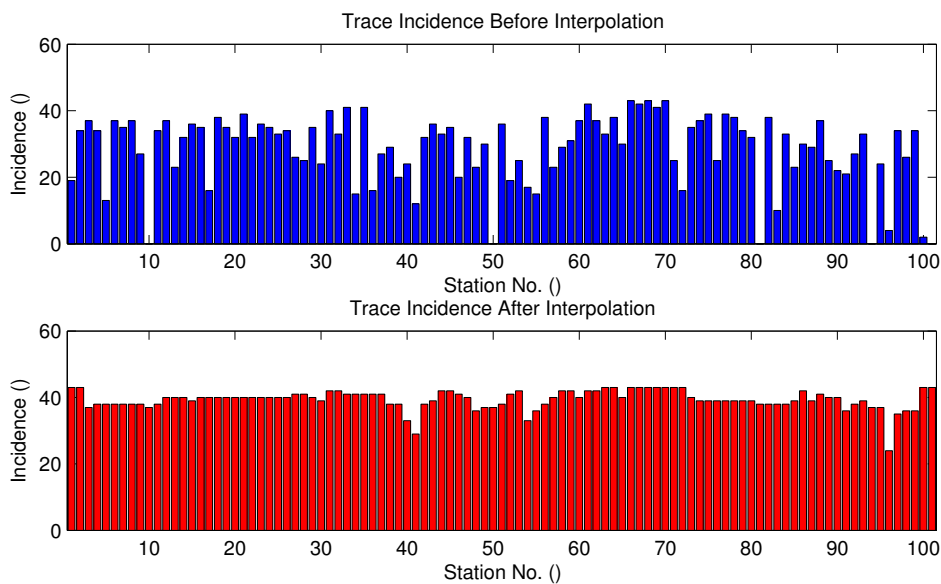 Trace Incidence Before Interpolation
60
40
20
0
Incidence ()
10 20 30 40 50 60 70 80 90 100
Station No. ()
Trace Incidence After Interpolation
60
40
20
0
Incidence ()
10 20 30 40 50 60 70 80 90 100
Station No. ()